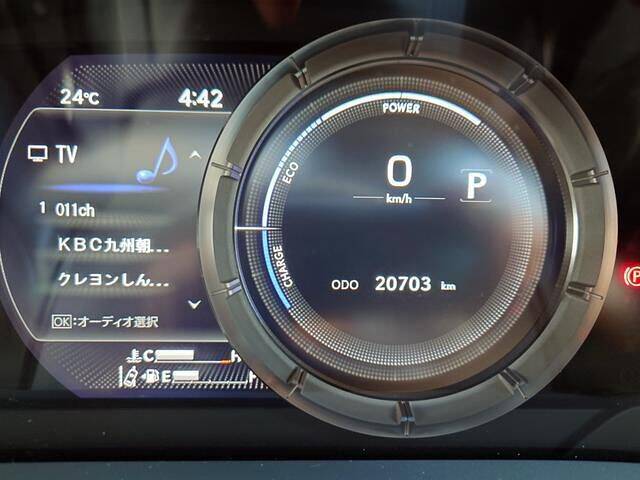 24℃ 4:42
TV
1 011ch
KBC九州朝...
クレヨンしん...
OK:オーディオ選択
C H
E
POWER
ECO
CHARGE
0
km/h
P
ODO 20703 km
(P)